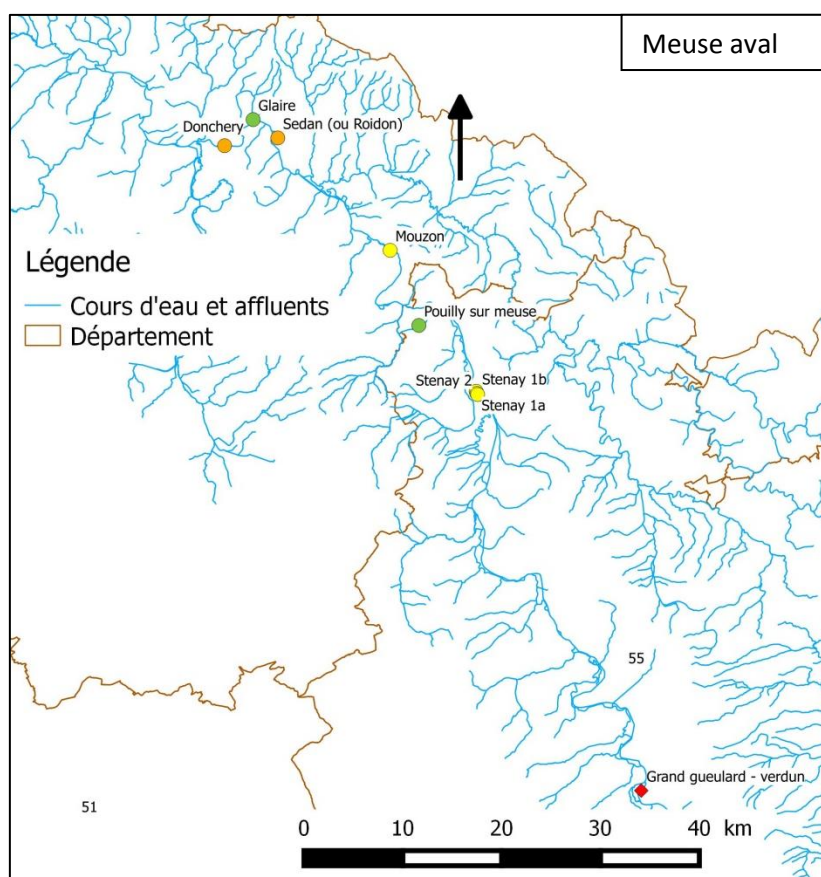 Meuse aval
Glaire
Donchery
Sedan (ou Roidon)
Mouzon
Légende
Cours d'eau et affluents
Département
Pouilly sur meuse
Stenay 2
Stenay 1b
Stenay 1a
55
Grand gueulard - verdun
51
0 10 20 30 40 km